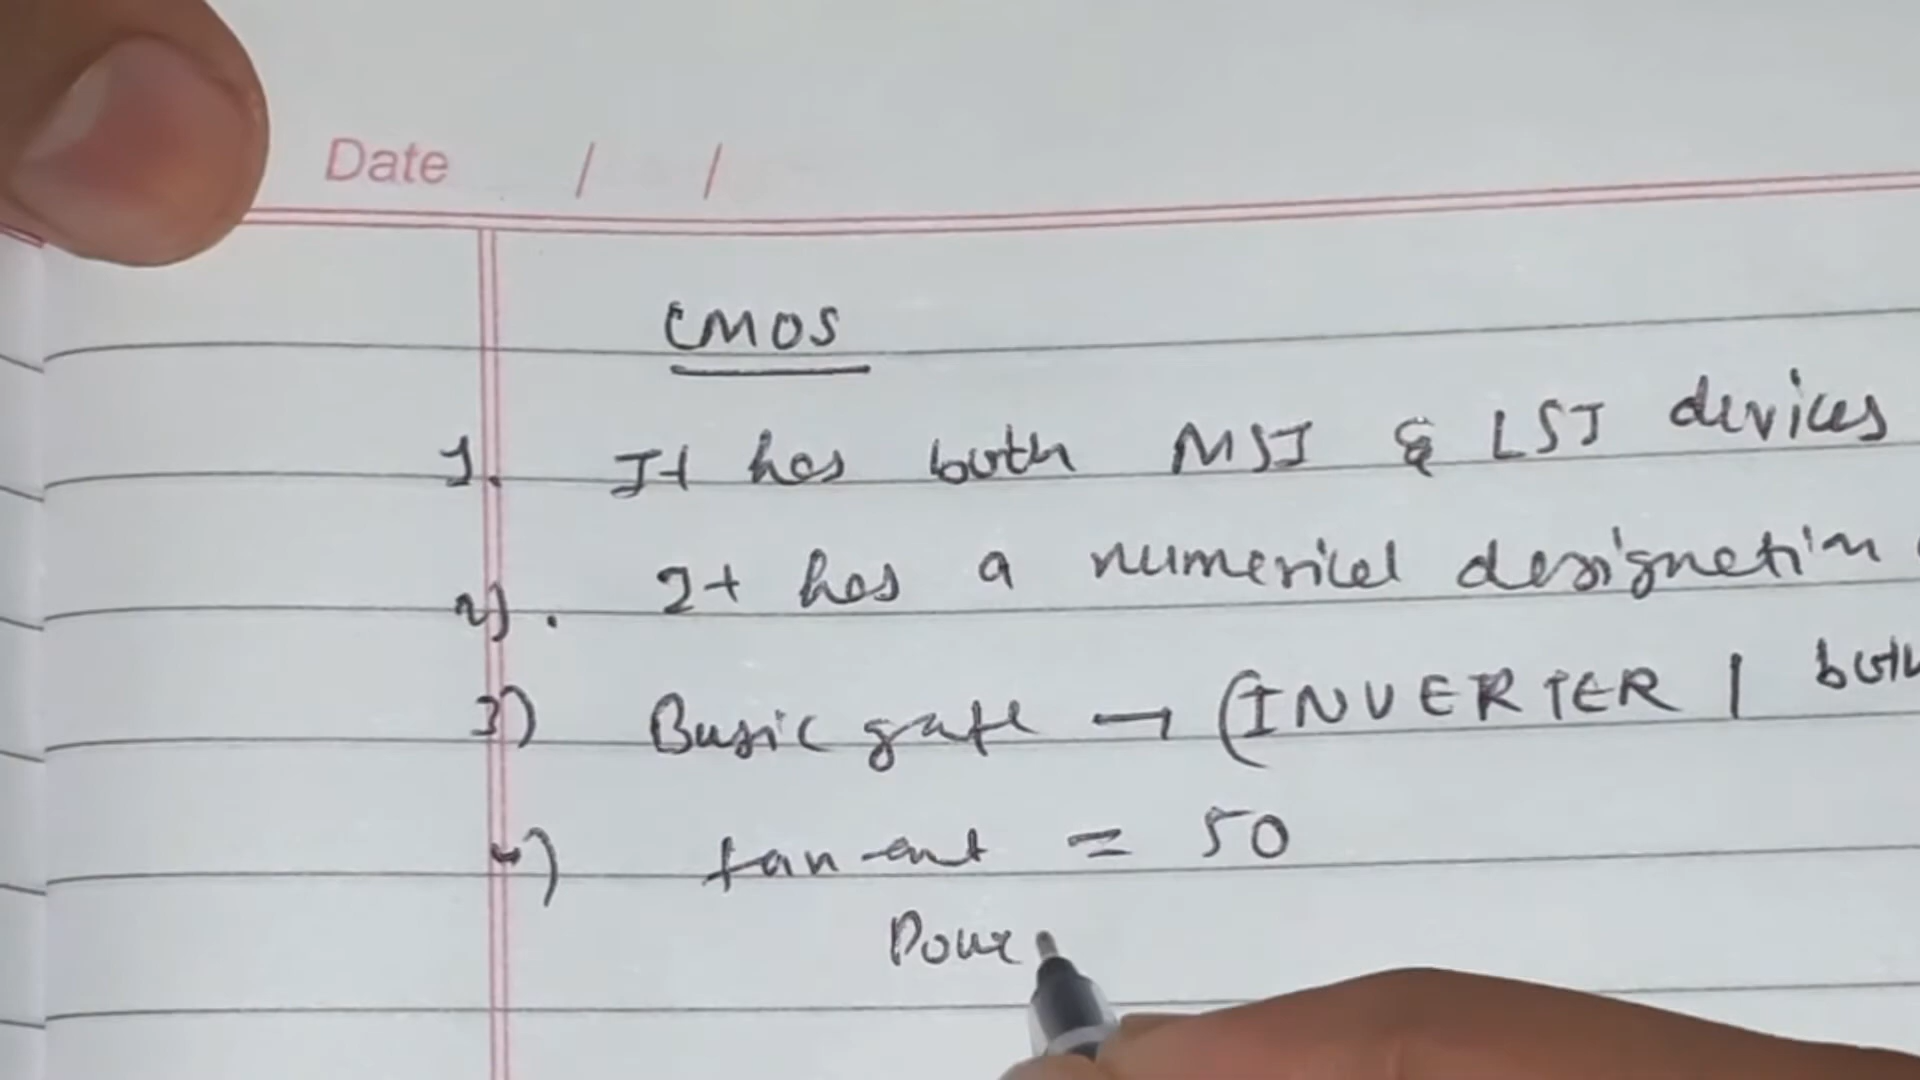 Date / /
CMOS
1. It has both MSI & LSI devices
2). It has a numerical designation
3) Basic gate → (INVERTER | both
4) fan-out = 50
Powe